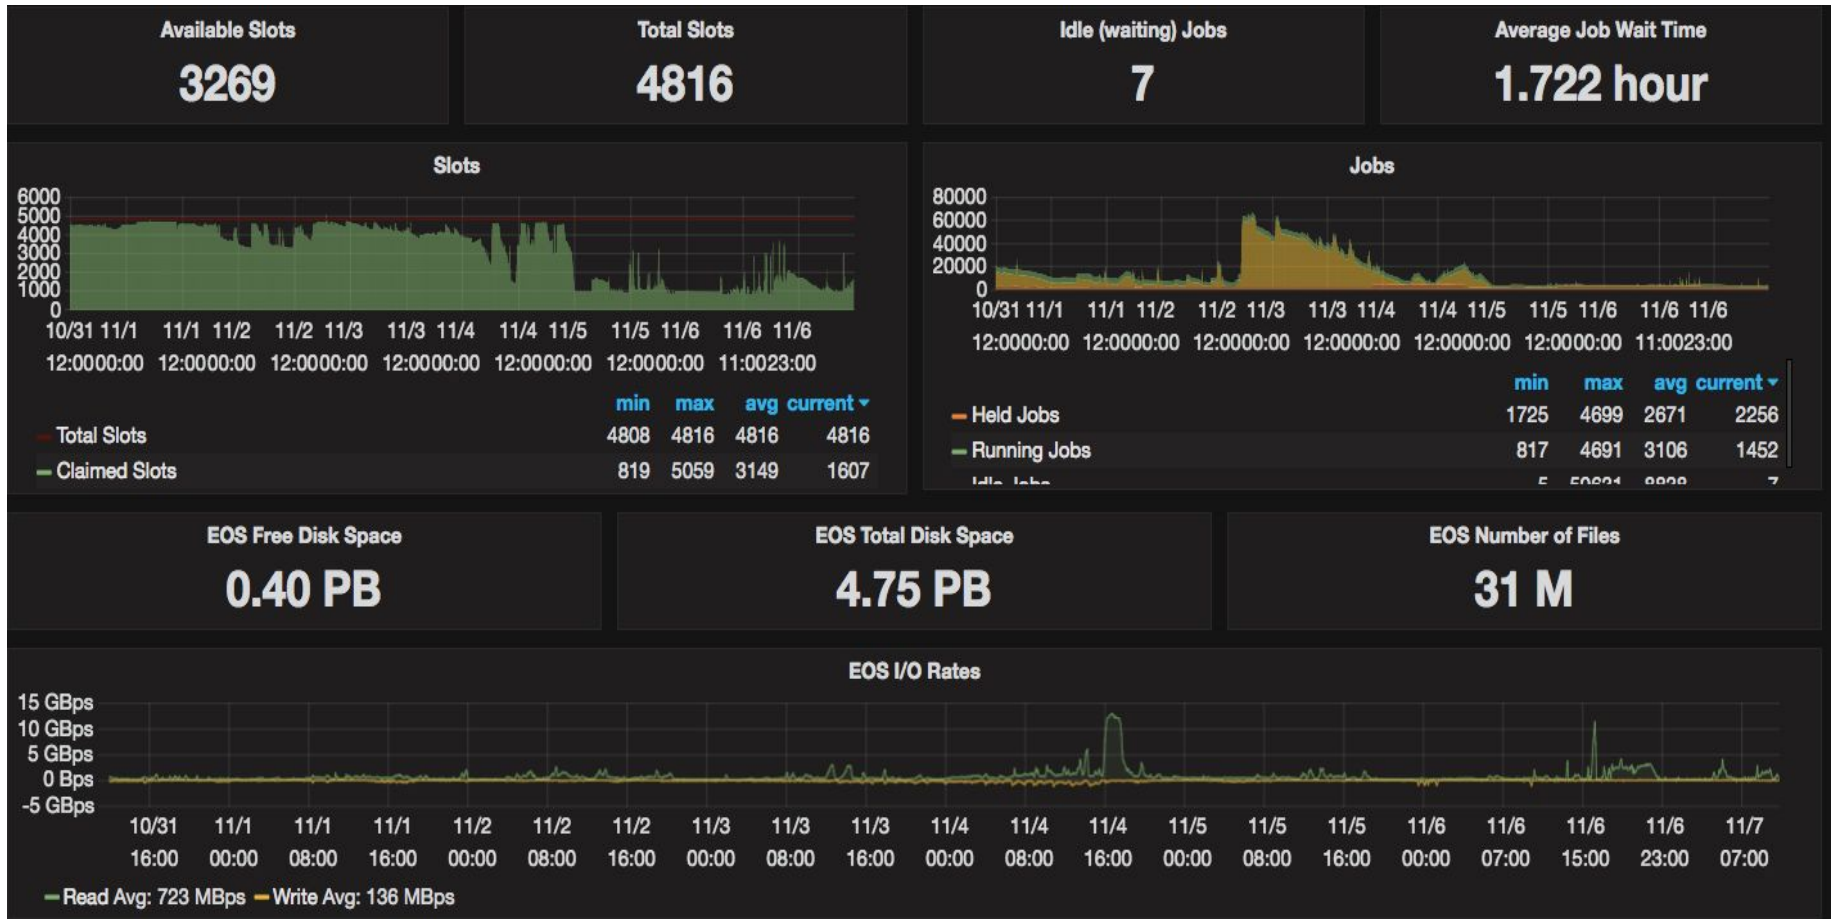 Available Slots
3269
Total Slots
4816
Idle (waiting) Jobs
7
Average Job Wait Time
1.722 hour
Slots
6000
5000
4000
3000
2000
1000
0
10/31 11/1 11/1 11/2 11/2 11/3 11/3 11/4 11/4 11/5 11/5 11/6 11/6 11/6
12:0000:00 12:0000:00 12:0000:00 12:0000:00 12:0000:00 12:0000:00 11:0023:00
min max avg current
Total Slots 4808 4816 4816 4816
Claimed Slots 819 5059 3149 1607
Jobs
80000
60000
40000
20000
0
10/31 11/1 11/1 11/2 11/2 11/3 11/3 11/4 11/4 11/5 11/5 11/6 11/6 11/6
12:0000:00 12:0000:00 12:0000:00 12:0000:00 12:0000:00 12:0000:00 11:0023:00
min max avg current
Held Jobs 1725 4699 2671 2256
Running Jobs 817 4691 3106 1452
Idle Jobs 5 7
EOS Free Disk Space
0.40 PB
EOS Total Disk Space
4.75 PB
EOS Number of Files
31 M
EOS I/O Rates
15 GBps
10 GBps
5 GBps
0 Bps
-5 GBps
10/31 11/1 11/1 11/1 11/2 11/2 11/2 11/3 11/3 11/3 11/4 11/4 11/4 11/5 11/5 11/5 11/6 11/6 11/6 11/6 11/7
16:00 00:00 08:00 16:00 00:00 08:00 16:00 00:00 08:00 16:00 00:00 08:00 16:00 00:00 08:00 16:00 00:00 07:00 15:00 23:00 07:00
Read Avg: 723 MBps Write Avg: 136 MBps